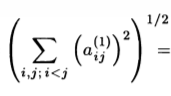 \left( \sum_{i,j;\, i<j} \left( a_{ij}^{(1)} \right)^2 \right)^{1/2} =